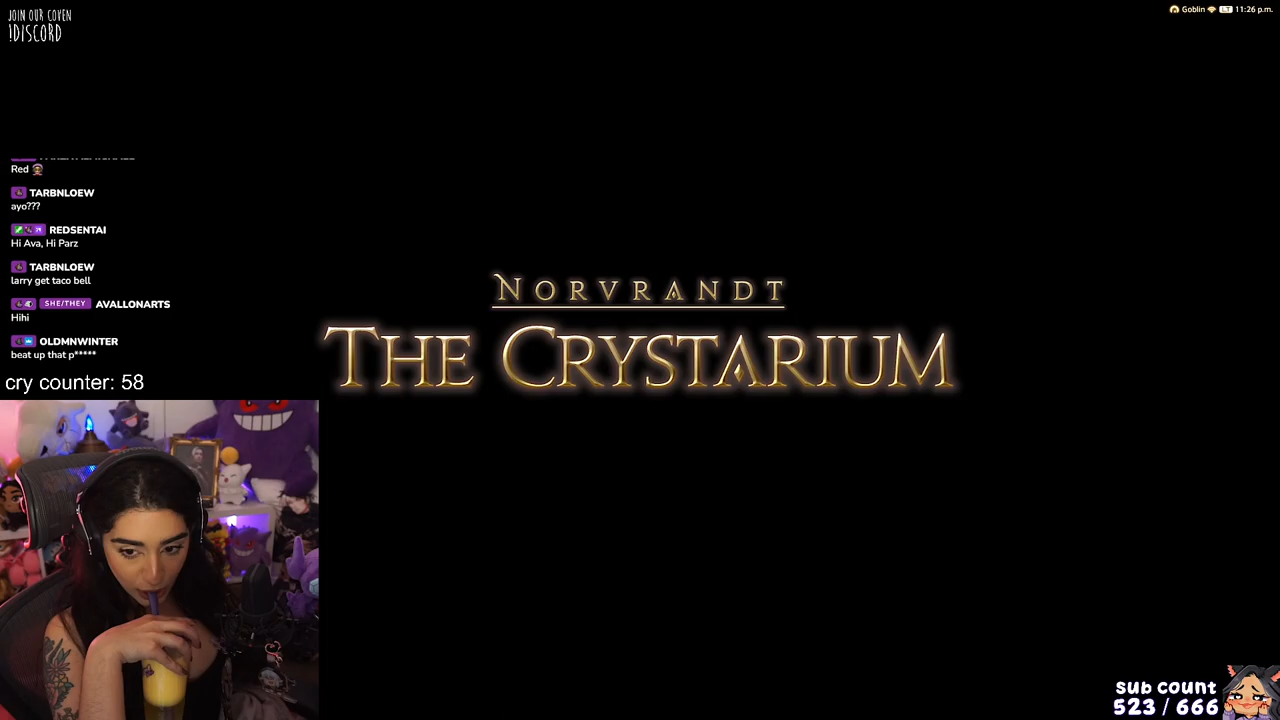 JOIN OUR COVEN
!DISCORD
Goblin LT 11:26 p.m.
Red
TARBNLOEW
ayo???
REDSENTAI
Hi Ava, Hi Parz
TARBNLOEW
larry get taco bell
SHE/THEY AVALLONARTS
Hihi
OLDMNWINTER
beat up that p*****
cry counter: 58
NORVRANDT
THE CRYSTARIUM
sub count
523 / 666